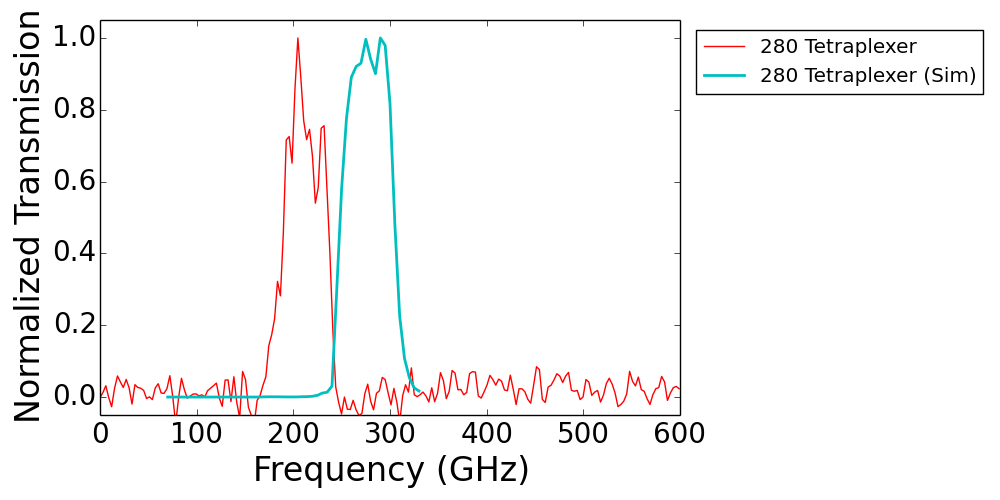 1.0
0.8
0.6
0.4
0.2
0.0
Normalized Transmission
0 100 200 300 400 500 600
Frequency (GHz)
280 Tetraplexer
280 Tetraplexer (Sim)